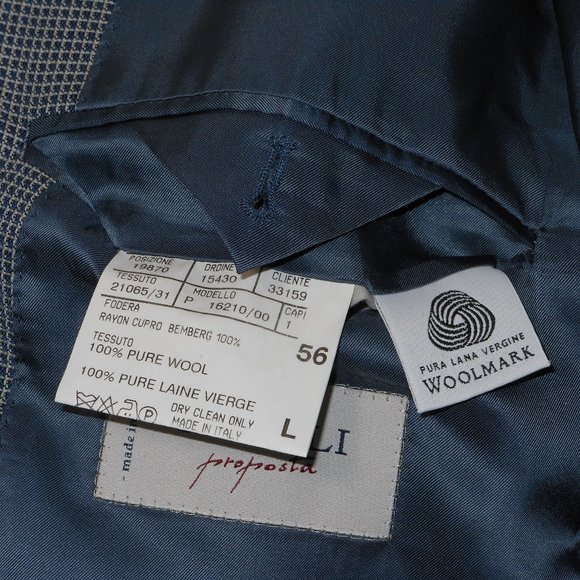 POSIZIONE ORDINE CLIENTE
19870 15430 33159
TESSUTO MODELLO CAPI
21065/31 P 16210/00 1
FODERA
RAYON CUPRO BEMBERG 100%
TESSUTO
100% PURE WOOL
56
100% PURE LAINE VIERGE
DRY CLEAN ONLY
MADE IN ITALY
L
PURA LANA VERGINE
WOOLMARK
- made in
LI
proposta